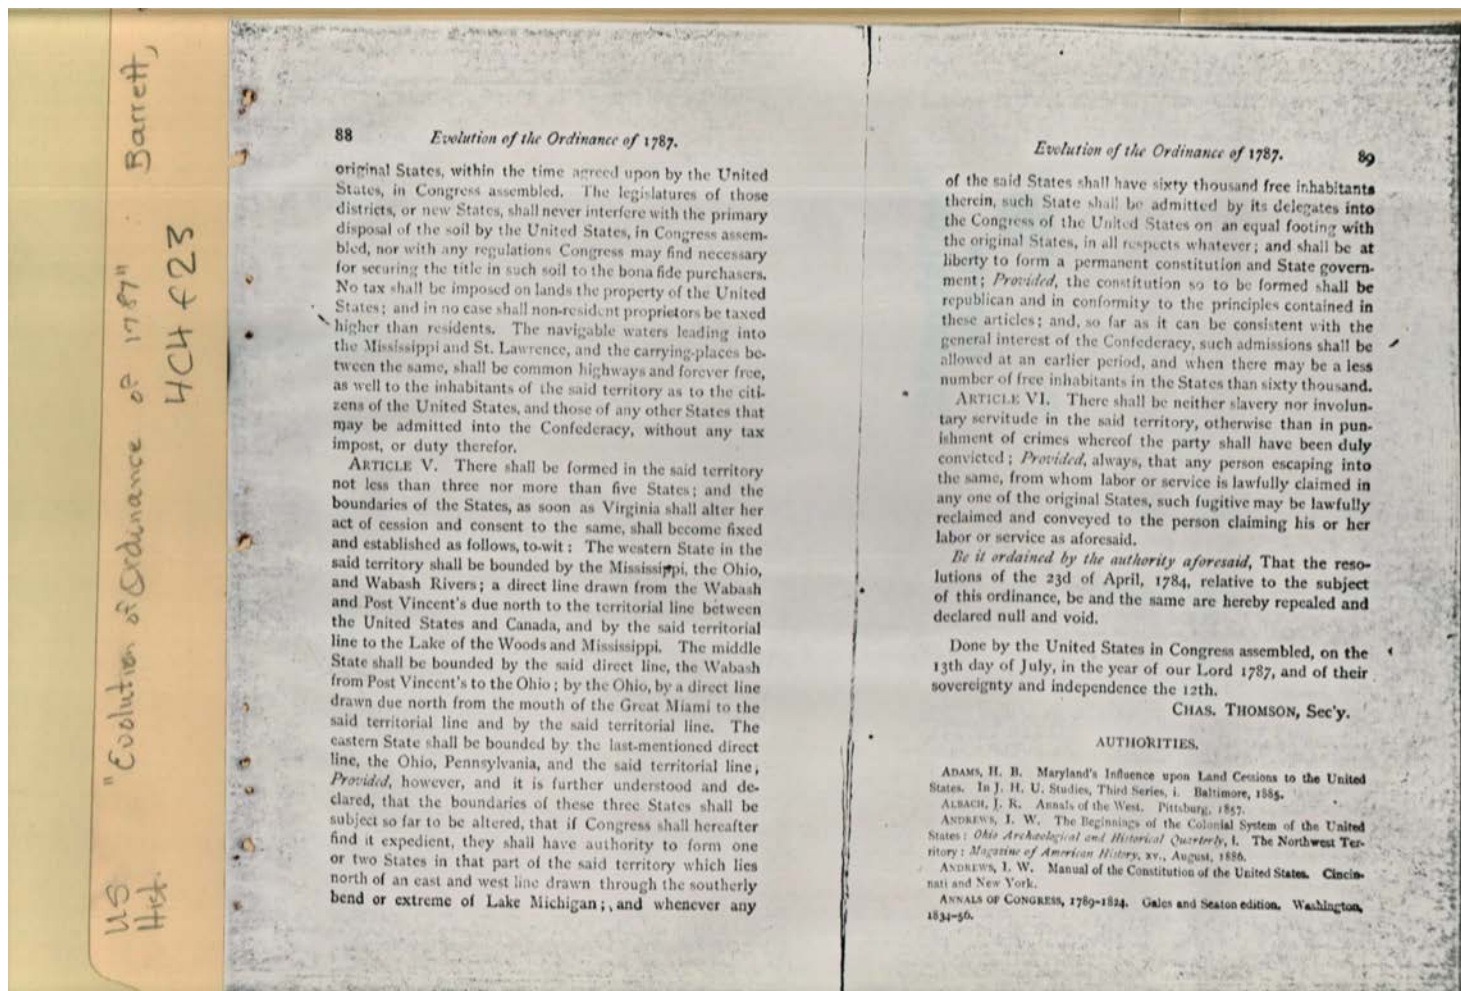 US "Evolution of Ordinance of 1787" Barrett,
Hist. 4CH f23
88 Evolution of the Ordinance of 1787.
original States, within the time agreed upon by the United
States, in Congress assembled. The legislatures of those
districts, or new States, shall never interfere with the primary
disposal of the soil by the United States, in Congress assem-
bled, nor with any regulations Congress may find necessary
for securing the title in such soil to the bona fide purchasers.
No tax shall be imposed on lands the property of the United
States; and in no case shall non-resident proprietors be taxed
higher than residents. The navigable waters leading into
the Mississippi and St. Lawrence, and the carrying-places be-
tween the same, shall be common highways and forever free,
as well to the inhabitants of the said territory as to the citi-
zens of the United States, and those of any other States that
may be admitted into the Confederacy, without any tax
impost, or duty therefor.
ARTICLE V. There shall be formed in the said territory
not less than three nor more than five States; and the
boundaries of the States, as soon as Virginia shall alter her
act of cession and consent to the same, shall become fixed
and established as follows, to-wit: The western State in the
said territory shall be bounded by the Mississippi, the Ohio,
and Wabash Rivers; a direct line drawn from the Wabash
and Post Vincent's due north to the territorial line between
the United States and Canada, and by the said territorial
line to the Lake of the Woods and Mississippi. The middle
State shall be bounded by the said direct line, the Wabash
from Post Vincent's to the Ohio; by the Ohio, by a direct line
drawn due north from the mouth of the Great Miami to the
said territorial line and by the said territorial line. The
eastern State shall be bounded by the last-mentioned direct
line, the Ohio, Pennsylvania, and the said territorial line;
Provided, however, and it is further understood and de-
clared, that the boundaries of these three States shall be
subject so far to be altered, that if Congress shall hereafter
find it expedient, they shall have authority to form one
or two States in that part of the said territory which lies
north of an east and west line drawn through the southerly
bend or extreme of Lake Michigan; and whenever any
Evolution of the Ordinance of 1787. 89
of the said States shall have sixty thousand free inhabitants
therein, such State shall be admitted by its delegates into
the Congress of the United States on an equal footing with
the original States, in all respects whatever; and shall be at
liberty to form a permanent constitution and State govern-
ment; Provided, the constitution so to be formed shall be
republican and in conformity to the principles contained in
these articles; and, so far as it can be consistent with the
general interest of the Confederacy, such admissions shall be
allowed at an earlier period, and when there may be a less
number of free inhabitants in the States than sixty thousand.
ARTICLE VI. There shall be neither slavery nor involun-
tary servitude in the said territory, otherwise than in pun-
ishment of crimes whereof the party shall have been duly
convicted; Provided, always, that any person escaping into
the same, from whom labor or service is lawfully claimed in
any one of the original States, such fugitive may be lawfully
reclaimed and conveyed to the person claiming his or her
labor or service as aforesaid.
Be it ordained by the authority aforesaid, That the reso-
lutions of the 23d of April, 1784, relative to the subject
of this ordinance, be and the same are hereby repealed and
declared null and void.
Done by the United States in Congress assembled, on the
13th day of July, in the year of our Lord 1787, and of their
sovereignty and independence the 12th.
CHAS. THOMSON, Sec'y.
AUTHORITIES.
ADAMS, H. B. Maryland's Influence upon Land Cessions to the United
States. In J. H. U. Studies, Third Series, i. Baltimore, 1885.
ALBACH, J. R. Annals of the West. Pittsburg, 1857.
ANDREWS, I. W. The Beginnings of the Colonial System of the United
States: Ohio Archæological and Historical Quarterly, I. The Northwest Ter-
ritory: Magazine of American History, xv., August, 1886.
ANDREWS, I. W. Manual of the Constitution of the United States. Cincin-
nati and New York.
ANNALS OF CONGRESS, 1789-1824. Gales and Seaton edition. Washington,
1834-56.